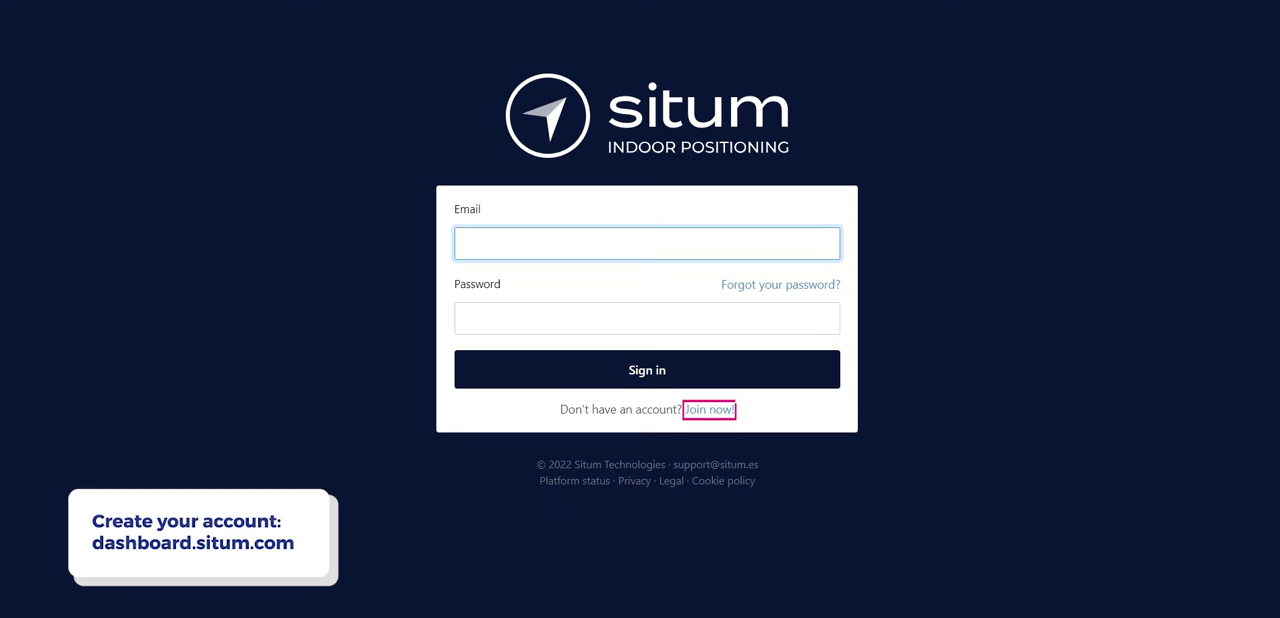 situm
INDOOR POSITIONING
Email
Password
Forgot your password?
Sign in
Don't have an account? Join now!
© 2022 Situm Technologies · support@situm.es
Platform status · Privacy · Legal · Cookie policy
Create your account:
dashboard.situm.com